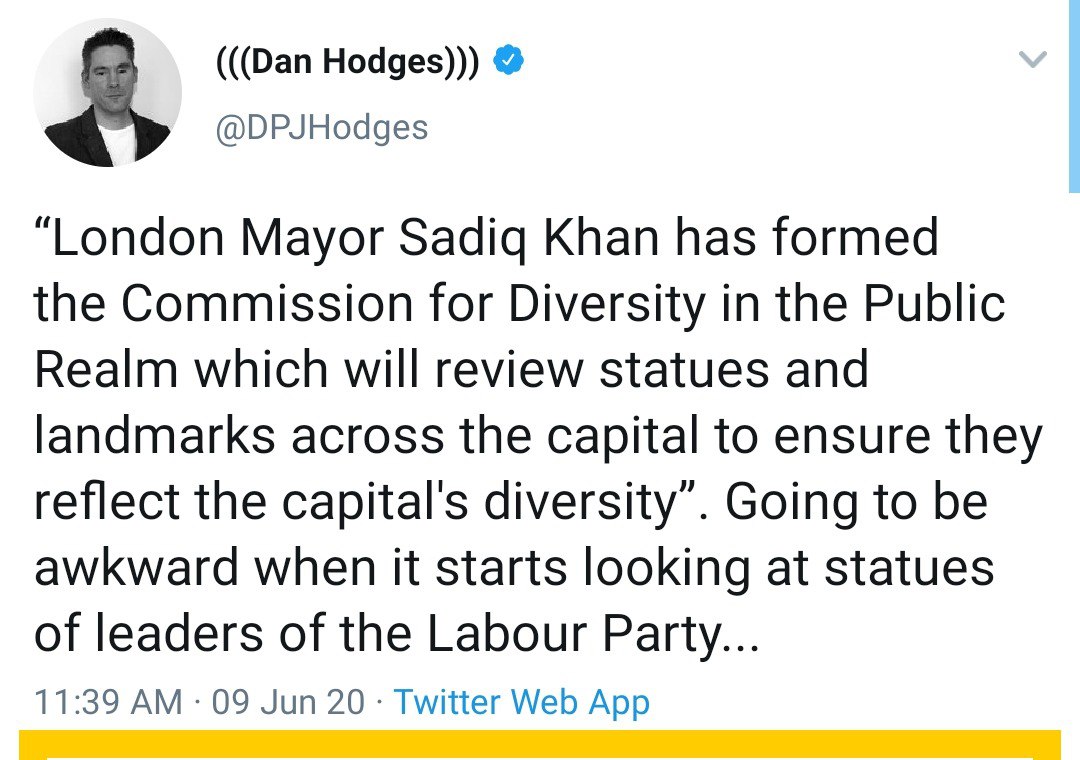 (((Dan Hodges)))
@DPJHodges
“London Mayor Sadiq Khan has formed
the Commission for Diversity in the Public
Realm which will review statues and
landmarks across the capital to ensure they
reflect the capital's diversity”. Going to be
awkward when it starts looking at statues
of leaders of the Labour Party...
11:39 AM · 09 Jun 20 · Twitter Web App